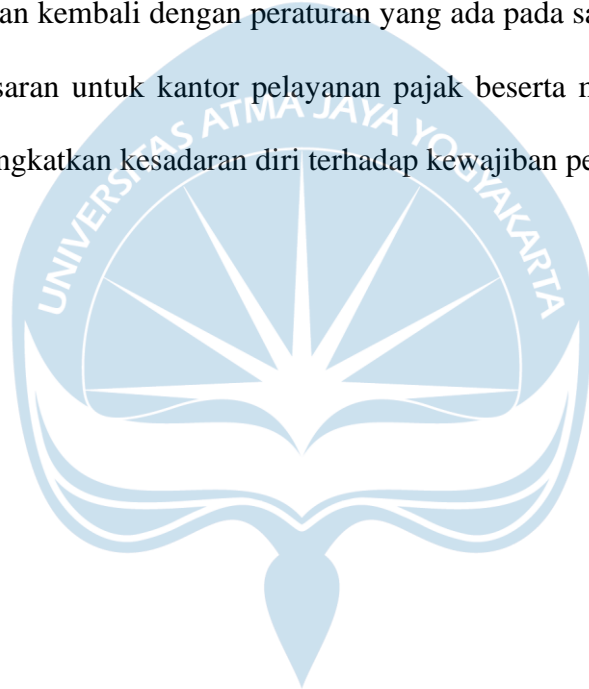 an kembali dengan peraturan yang ada pada sa
saran untuk kantor pelayanan pajak beserta m
ngkatkan kesadaran diri terhadap kewajiban pe
UNIVERSITAS ATMA JAYA YOGYAKARTA